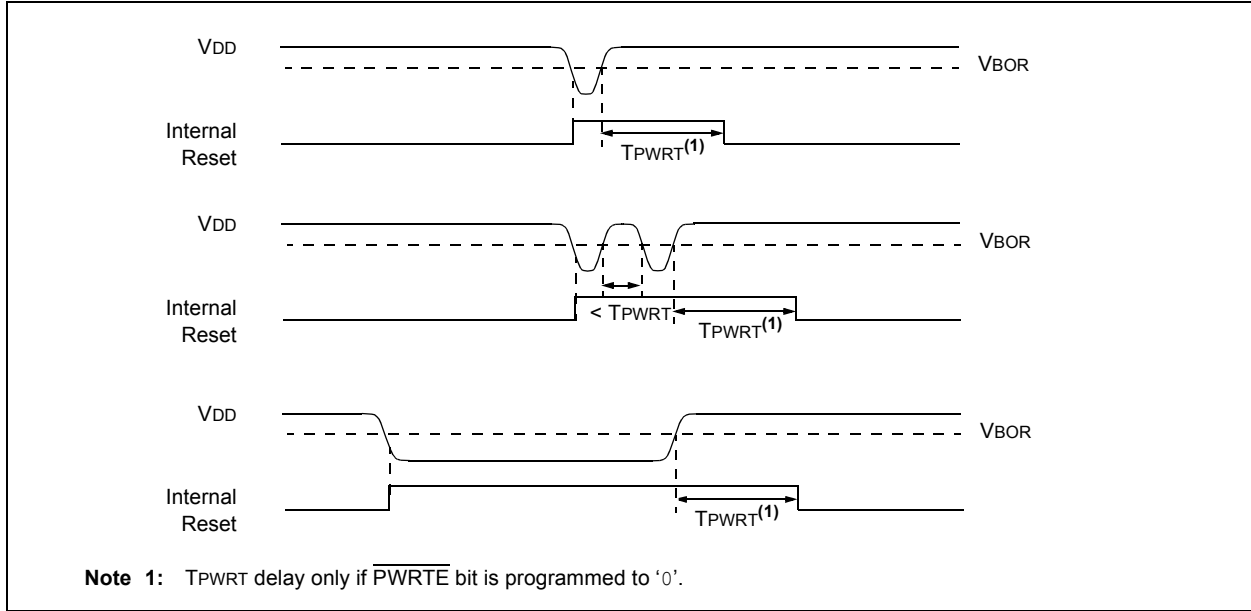 VDD
VBOR
Internal
Reset
TPWRT(1)
VDD
VBOR
Internal
Reset
< TPWRT
TPWRT(1)
VDD
VBOR
Internal
Reset
TPWRT(1)
Note 1: TPWRT delay only if PWRTE bit is programmed to ‘0’.